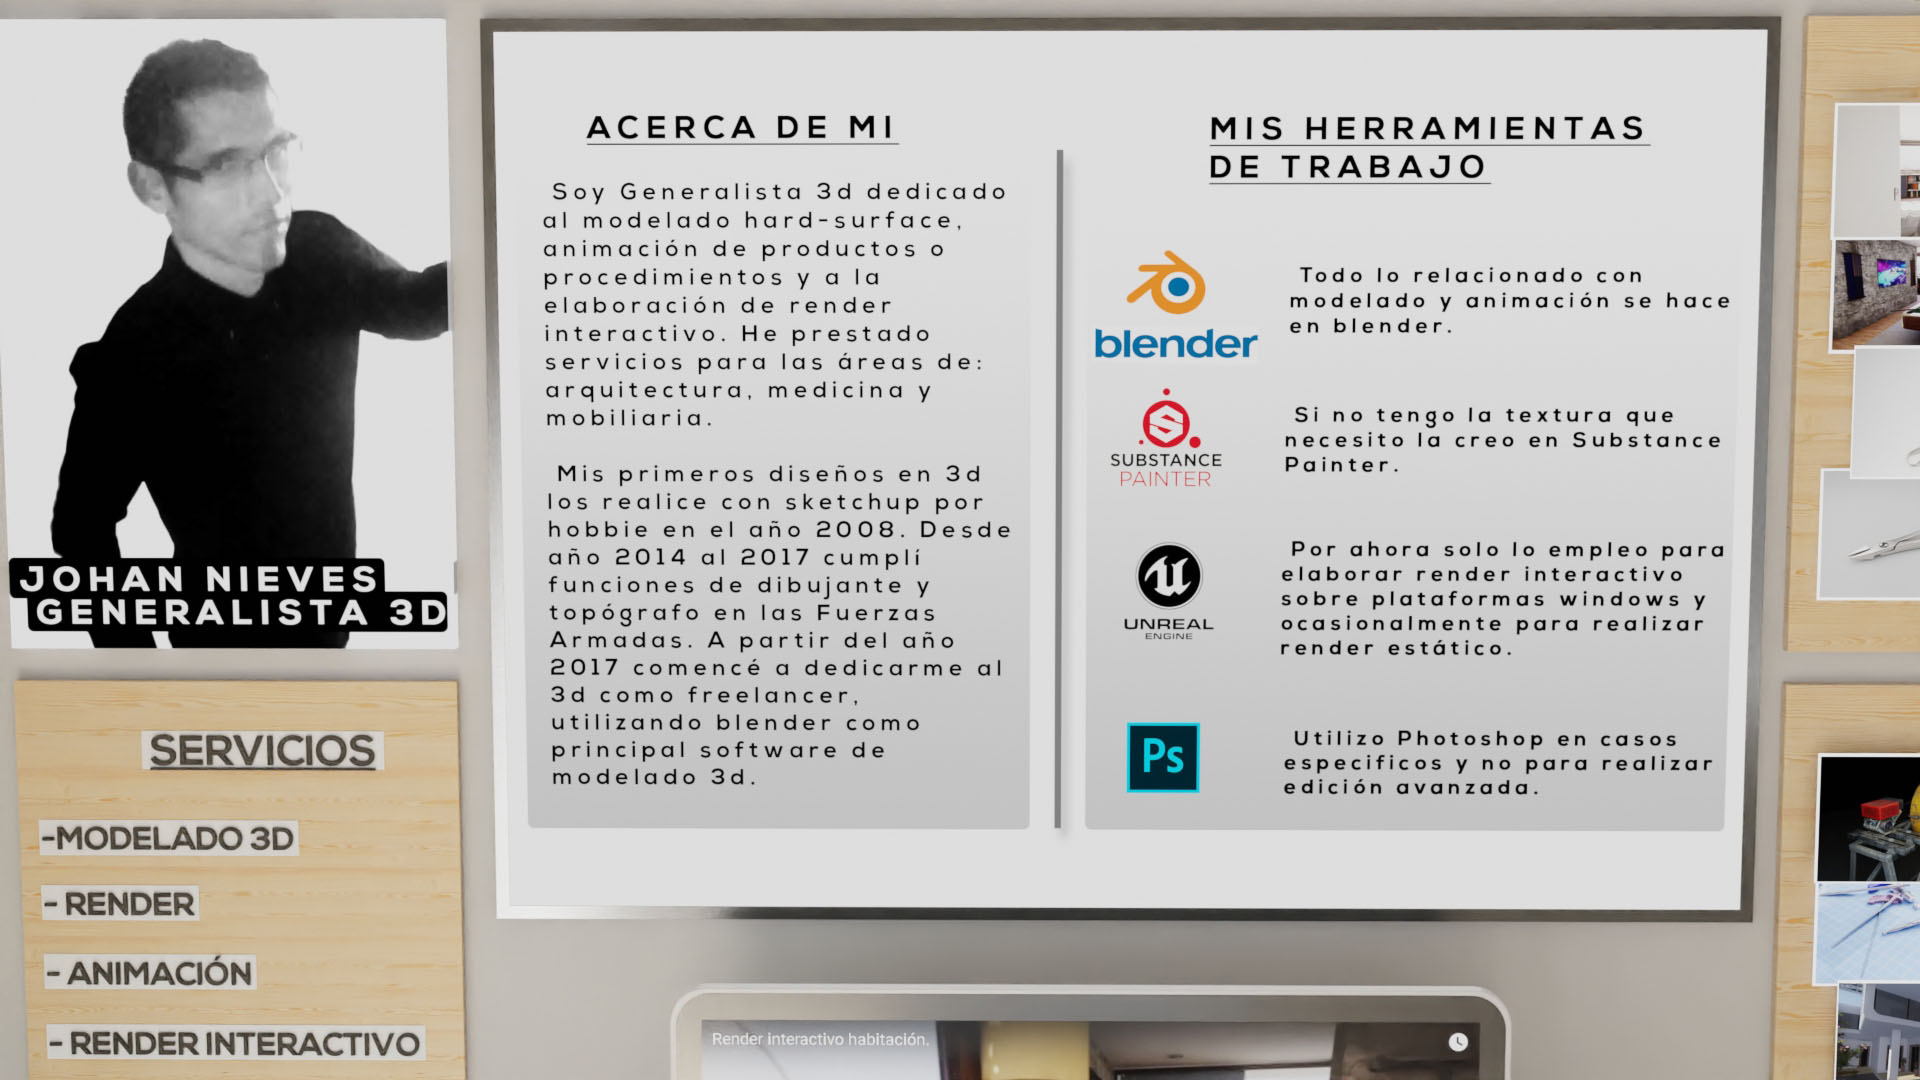 JOHAN NIEVES
GENERALISTA 3D
SERVICIOS
-MODELADO 3D
- RENDER
- ANIMACIÓN
- RENDER INTERACTIVO
ACERCA DE MI
Soy Generalista 3d dedicado
al modelado hard-surface,
animación de productos o
procedimientos y a la
elaboración de render
interactivo. He prestado
servicios para las áreas de:
arquitectura, medicina y
mobiliaria.
Mis primeros diseños en 3d
los realice con sketchup por
hobbie en el año 2008. Desde
año 2014 al 2017 cumplí
funciones de dibujante y
topógrafo en las Fuerzas
Armadas. A partir del año
2017 comencé a dedicarme al
3d como freelancer,
utilizando blender como
principal software de
modelado 3d.
MIS HERRAMIENTAS
DE TRABAJO
blender
Todo lo relacionado con
modelado y animación se hace
en blender.
SUBSTANCE
PAINTER
Si no tengo la textura que
necesito la creo en Substance
Painter.
UNREAL
ENGINE
Por ahora solo lo empleo para
elaborar render interactivo
sobre plataformas windows y
ocasionalmente para realizar
render estático.
Ps
Utilizo Photoshop en casos
especificos y no para realizar
edición avanzada.
Render interactivo habitación.